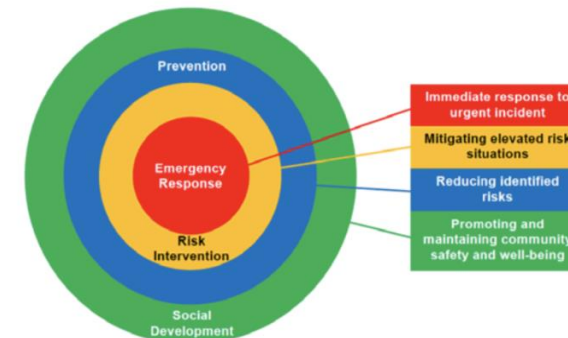 Prevention
Emergency
Response
Risk
Intervention
Social
Development
Immediate response to
urgent incident
Mitigating elevated risk
situations
Reducing identified
risks
Promoting and
maintaining community
safety and well-being